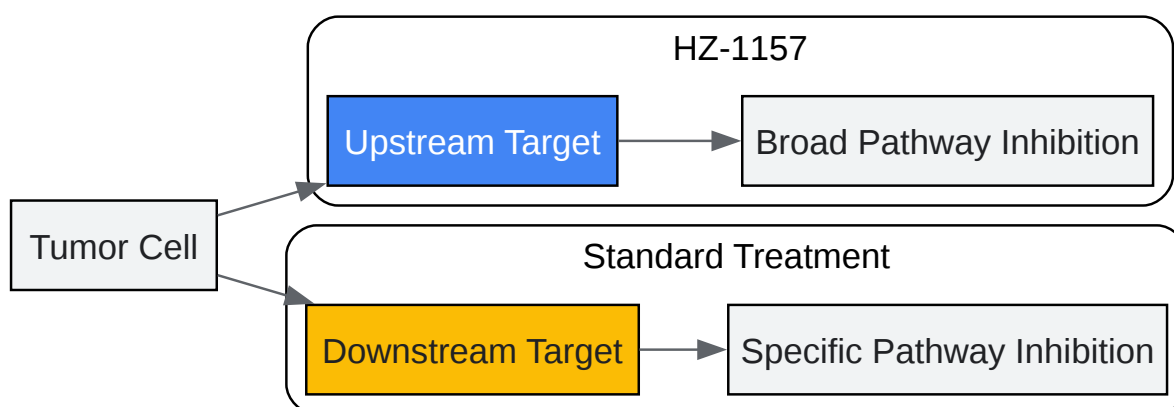 HZ-1157
Upstream Target
Broad Pathway Inhibition
Tumor Cell
Standard Treatment
Downstream Target
Specific Pathway Inhibition